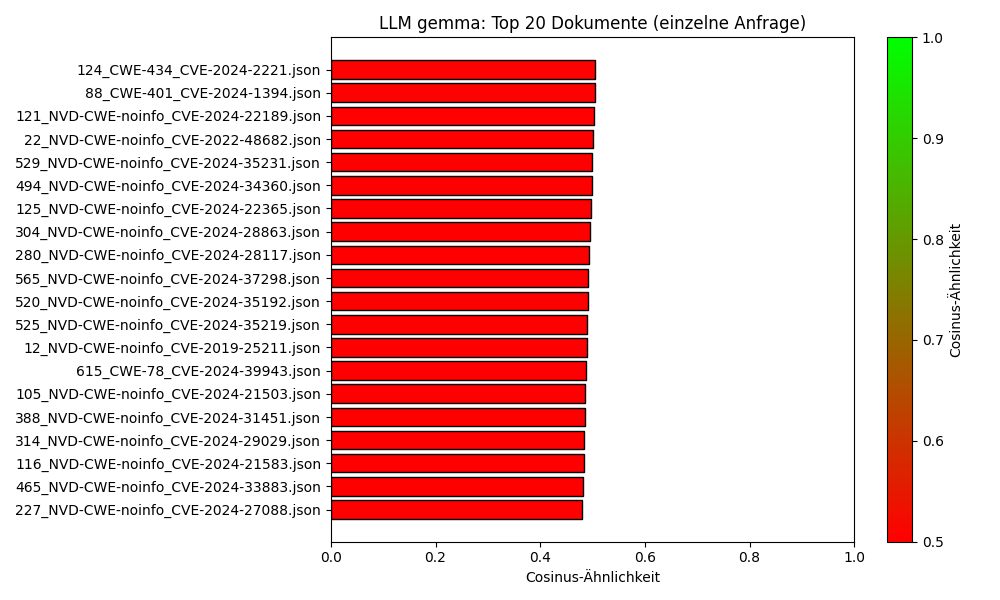 LLM gemma: Top 20 Dokumente (einzelne Anfrage)
124_CWE-434_CVE-2024-2221.json
88_CWE-401_CVE-2024-1394.json
121_NVD-CWE-noinfo_CVE-2024-22189.json
22_NVD-CWE-noinfo_CVE-2022-48682.json
529_NVD-CWE-noinfo_CVE-2024-35231.json
494_NVD-CWE-noinfo_CVE-2024-34360.json
125_NVD-CWE-noinfo_CVE-2024-22365.json
304_NVD-CWE-noinfo_CVE-2024-28863.json
280_NVD-CWE-noinfo_CVE-2024-28117.json
565_NVD-CWE-noinfo_CVE-2024-37298.json
520_NVD-CWE-noinfo_CVE-2024-35192.json
525_NVD-CWE-noinfo_CVE-2024-35219.json
12_NVD-CWE-noinfo_CVE-2019-25211.json
615_CWE-78_CVE-2024-39943.json
105_NVD-CWE-noinfo_CVE-2024-21503.json
388_NVD-CWE-noinfo_CVE-2024-31451.json
314_NVD-CWE-noinfo_CVE-2024-29029.json
116_NVD-CWE-noinfo_CVE-2024-21583.json
465_NVD-CWE-noinfo_CVE-2024-33883.json
227_NVD-CWE-noinfo_CVE-2024-27088.json
0.0 0.2 0.4 0.6 0.8 1.0
Cosinus-Ähnlichkeit
1.0
0.9
0.8
0.7
0.6
0.5
Cosinus-Ähnlichkeit